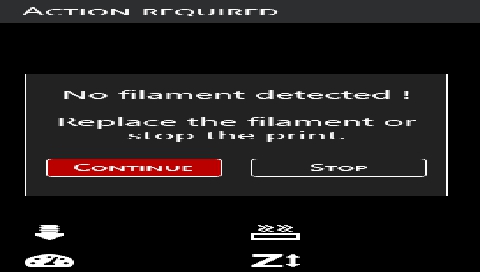 ACTION REQUIRED
No filament detected !
Replace the filament or
stop the print.
CONTINUE
STOP
Z